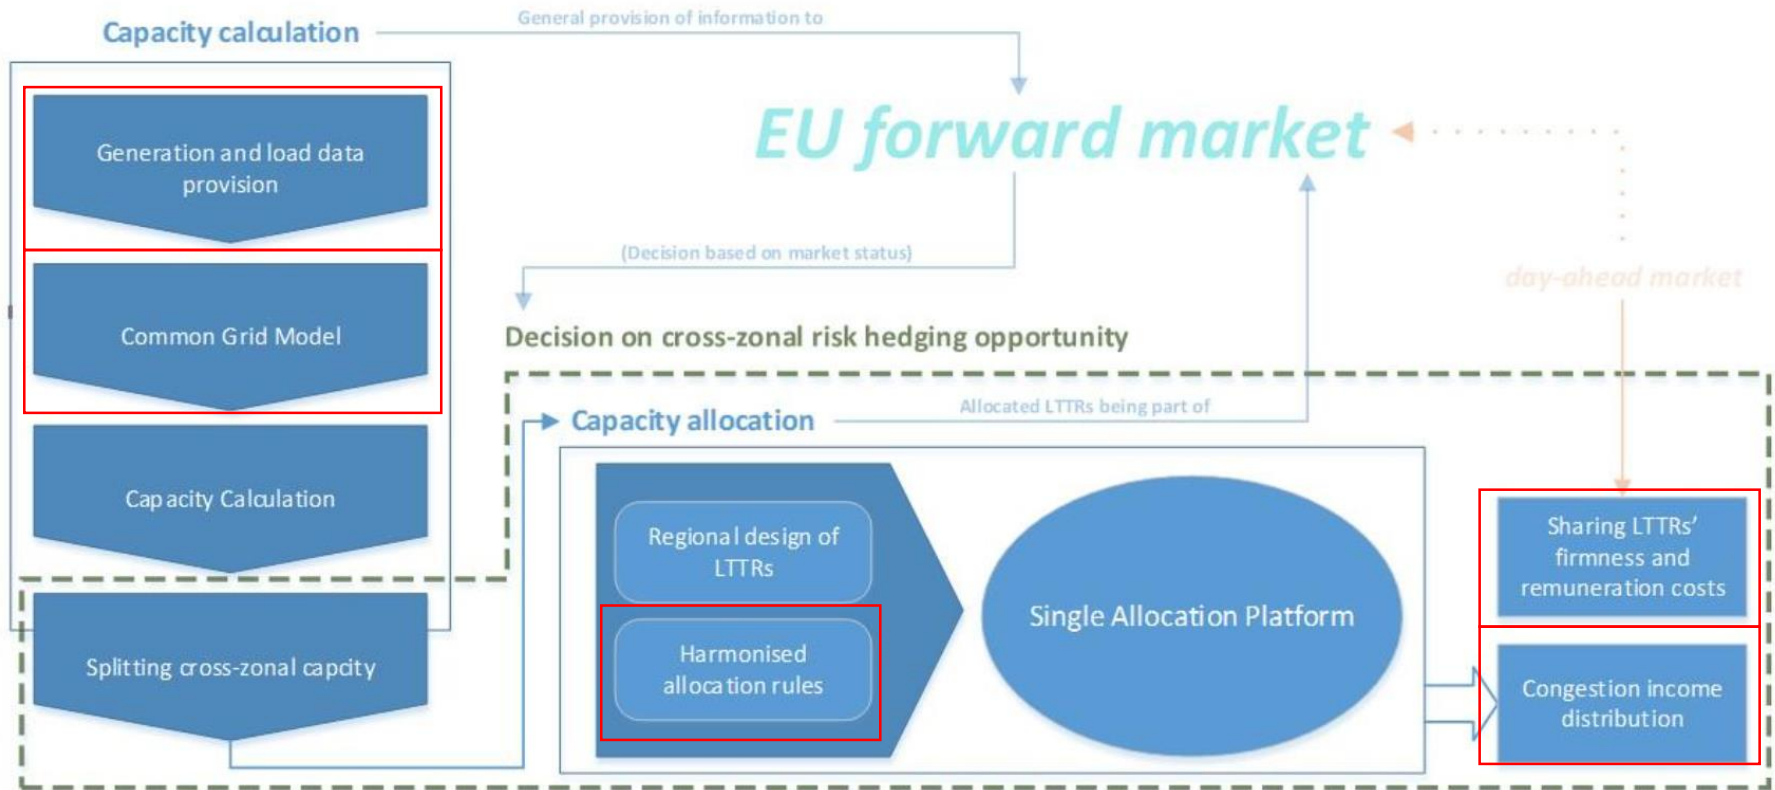 General provision of information to
Capacity calculation
EU forward market
Generation and load data
provision
(Decision based on market status)
day-ahead market
Common Grid Model
Decision on cross-zonal risk hedging opportunity
Allocated LTTRs being part of
Capacity allocation
Capacity Calculation
Regional design of
LTTRs
Sharing LTTRs'
firmness and
remuneration costs
Single Allocation Platform
Harmonised
allocation rules
Splitting cross-zonal capcity
Congestion income
distribution